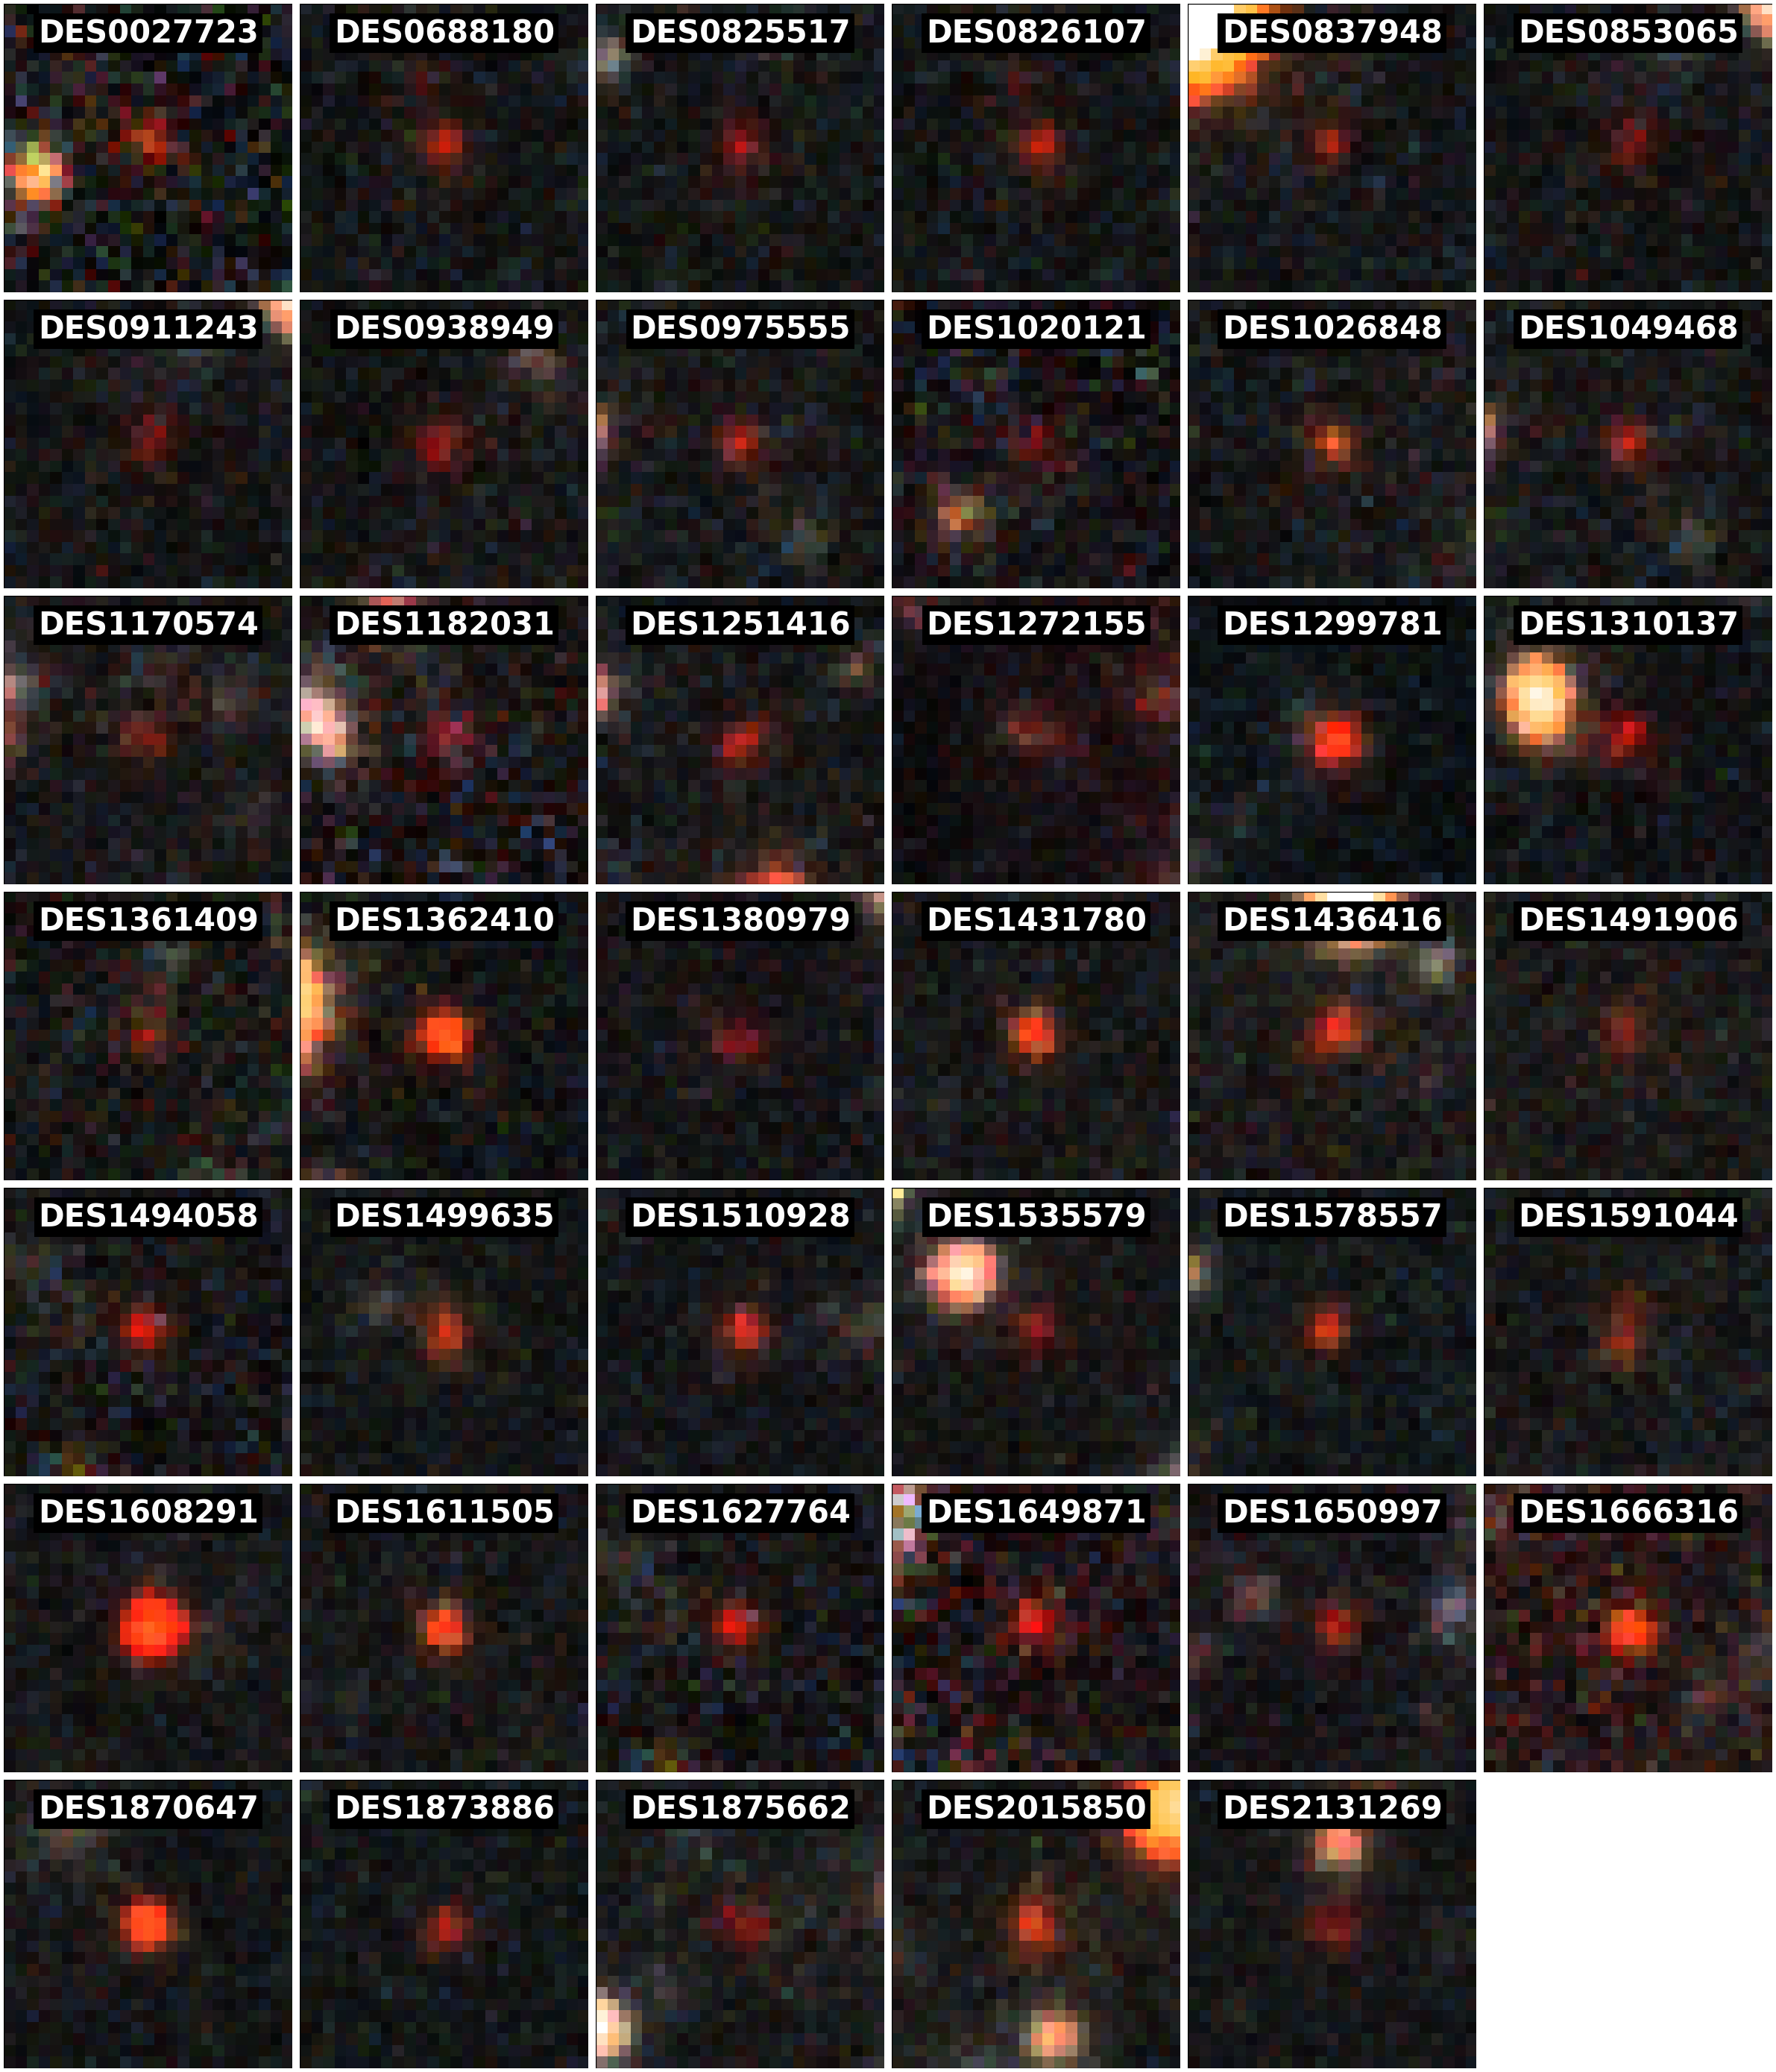 DES0027723 DES0688180 DES0825517 DES0826107 DES0837948 DES0853065
DES0911243 DES0938949 DES0975555 DES1020121 DES1026848 DES1049468
DES1170574 DES1182031 DES1251416 DES1272155 DES1299781 DES1310137
DES1361409 DES1362410 DES1380979 DES1431780 DES1436416 DES1491906
DES1494058 DES1499635 DES1510928 DES1535579 DES1578557 DES1591044
DES1608291 DES1611505 DES1627764 DES1649871 DES1650997 DES1666316
DES1870647 DES1873886 DES1875662 DES2015850 DES2131269